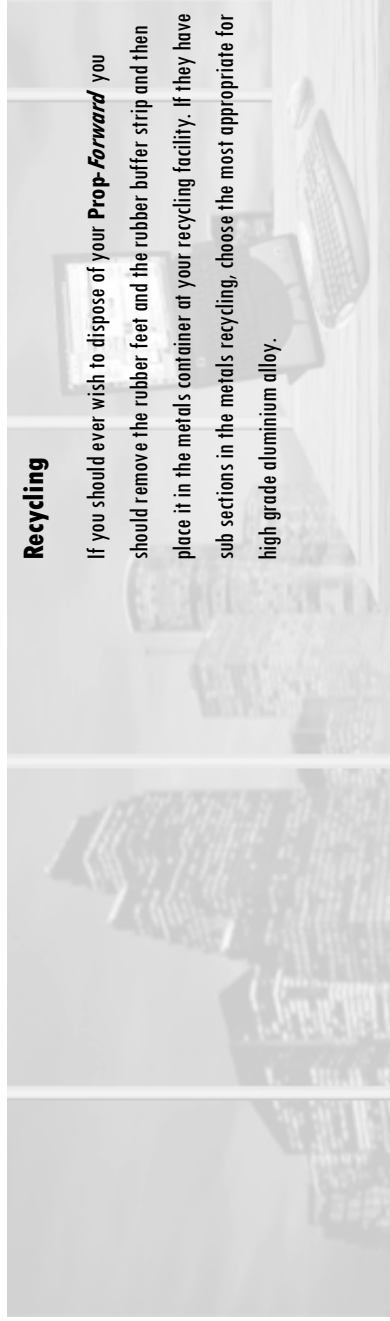 Recycling
If you should ever wish to dispose of your Prop-Forward you
should remove the rubber feet and the rubber buffer strip and then
place it in the metals container at your recycling facility. If they have
sub sections in the metals recycling, choose the most appropriate for
high grade aluminium alloy.